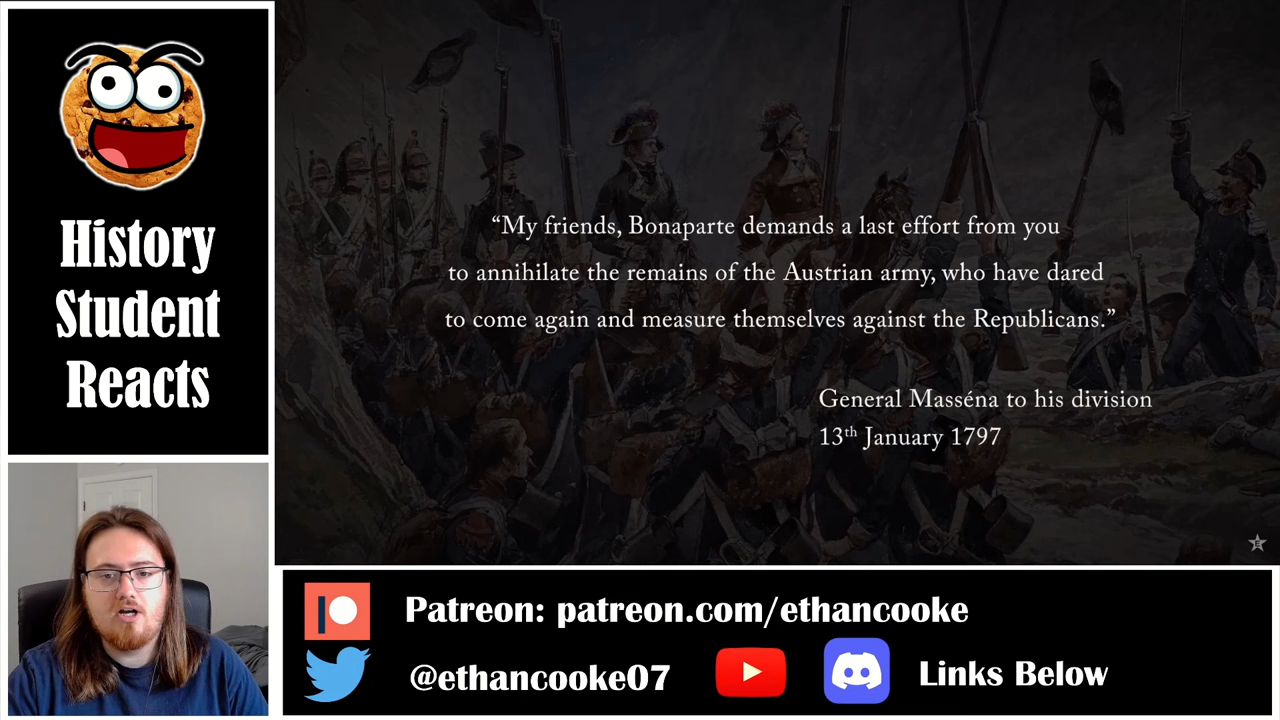 History
Student
Reacts
“My friends, Bonaparte demands a last effort from you
to annihilate the remains of the Austrian army, who have dared
to come again and measure themselves against the Republicans.”
General Masséna to his division
13th January 1797
E
Patreon: patreon.com/ethancooke
@ethancooke07
Links Below